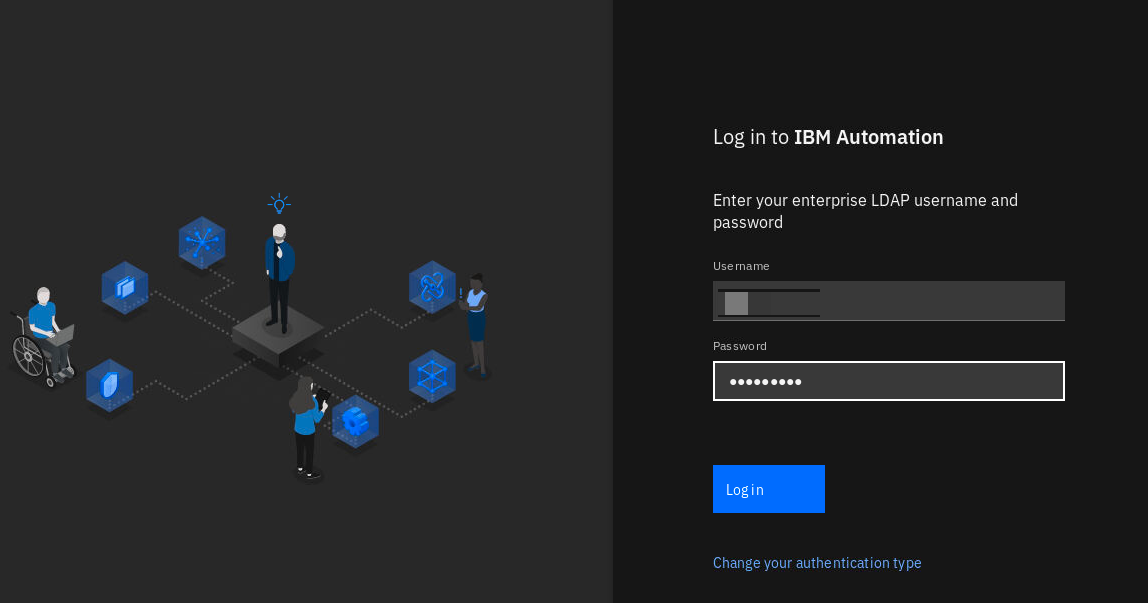 Log in to IBM Automation
Enter your enterprise LDAP username and
password
Username
Password
•••••••••
Log in
Change your authentication type